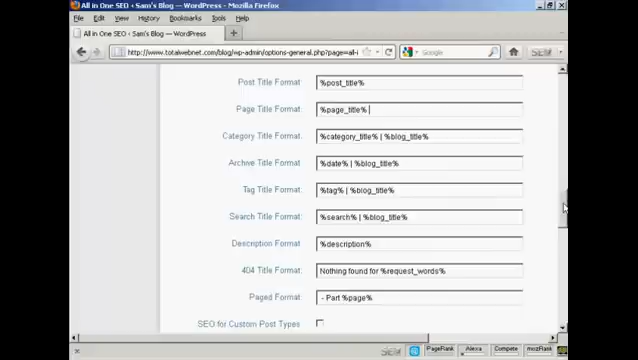 All in One SEO ‹ Sam's Blog — WordPress - Mozilla Firefox
File Edit View History Bookmarks Tools Help
All in One SEO ‹ Sam's Blog — WordPress
http://www.totalwebnet.com/blog/wp-admin/options-general.php?page=all-i
Google
SEM
Post Title Format: %post_title%
Page Title Format: %page_title%
Category Title Format: %category_title% | %blog_title%
Archive Title Format: %date% | %blog_title%
Tag Title Format: %tag% | %blog_title%
Search Title Format: %search% | %blog_title%
Description Format %description%
404 Title Format: Nothing found for %request_words%
Paged Format: - Part %page%
SEO for Custom Post Types
SEM PageRank Alexa Compete mozRank